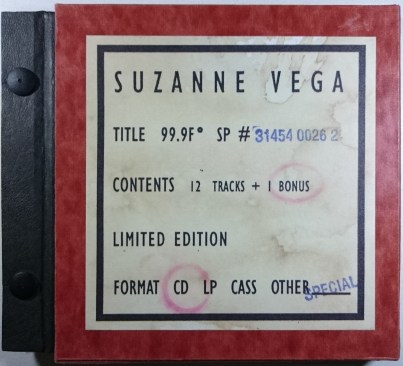 SUZANNE VEGA
TITLE 99.9F° SP # 31454 0026 2
CONTENTS 12 TRACKS + 1 BONUS
LIMITED EDITION
FORMAT CD LP CASS OTHER SPECIAL